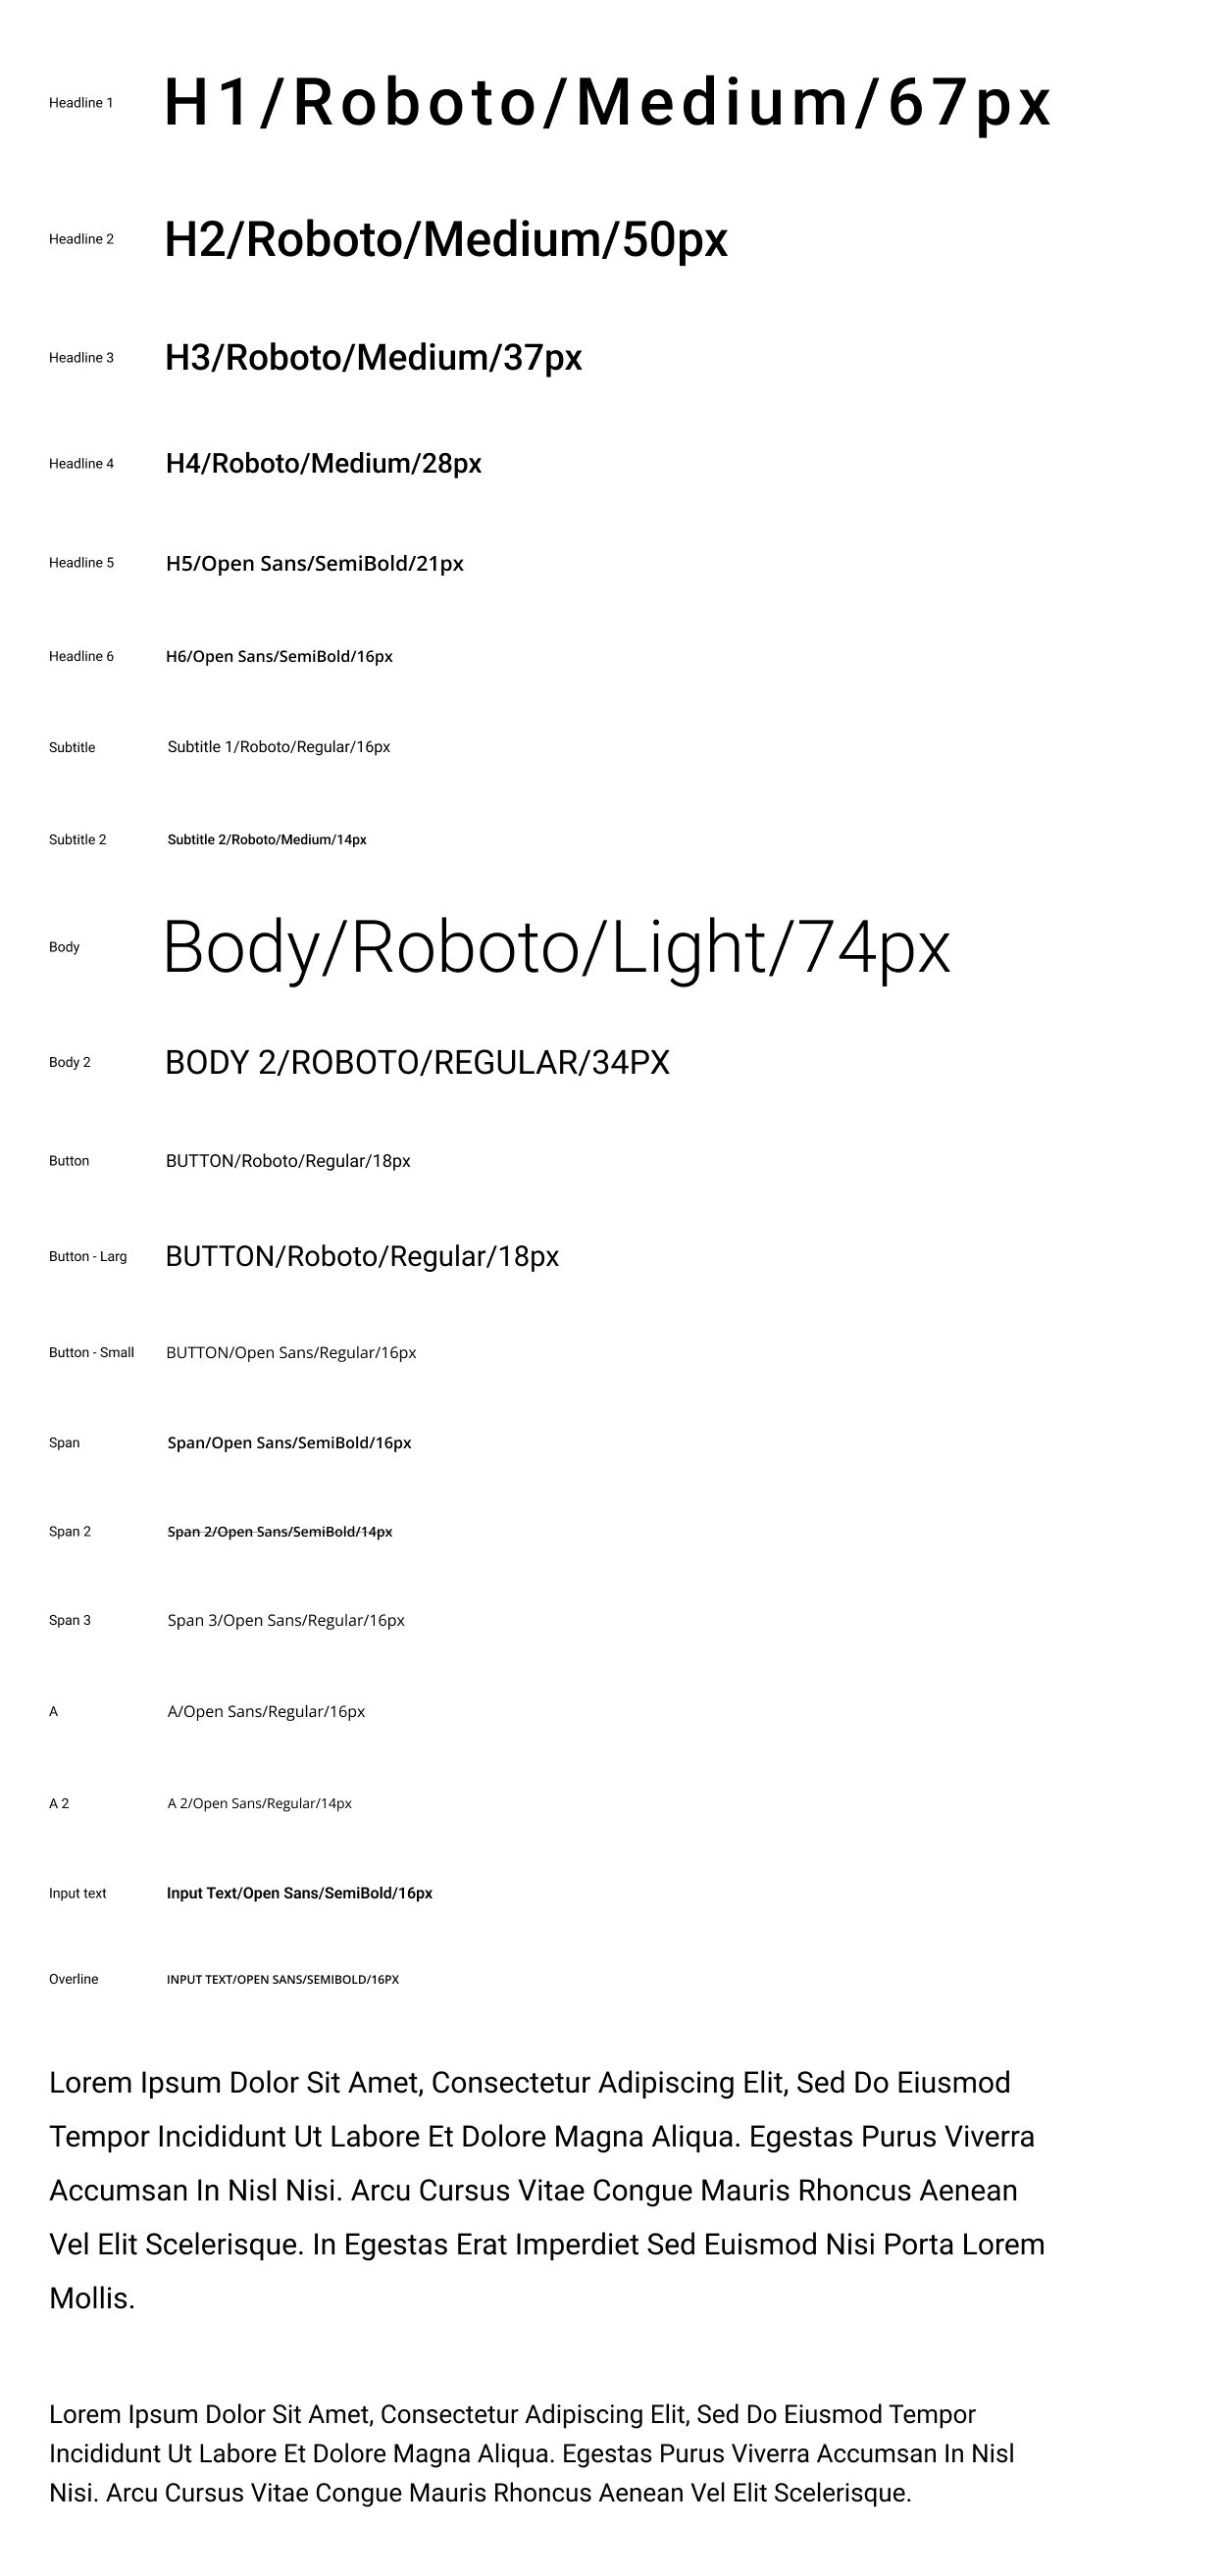 Headline 1 H1/Roboto/Medium/67px
Headline 2 H2/Roboto/Medium/50px
Headline 3 H3/Roboto/Medium/37px
Headline 4 H4/Roboto/Medium/28px
Headline 5 H5/Open Sans/SemiBold/21px
Headline 6 H6/Open Sans/SemiBold/16px
Subtitle Subtitle 1/Roboto/Regular/16px
Subtitle 2 Subtitle 2/Roboto/Medium/14px
Body Body/Roboto/Light/74px
Body 2 BODY 2/ROBOTO/REGULAR/34PX
Button BUTTON/Roboto/Regular/18px
Button - Larg BUTTON/Roboto/Regular/18px
Button - Small BUTTON/Open Sans/Regular/16px
Span Span/Open Sans/SemiBold/16px
Span 2 Span 2/Open Sans/SemiBold/14px
Span 3 Span 3/Open Sans/Regular/16px
A A/Open Sans/Regular/16px
A 2 A 2/Open Sans/Regular/14px
Input text Input Text/Open Sans/SemiBold/16px
Overline INPUT TEXT/OPEN SANS/SEMIBOLD/16PX
Lorem Ipsum Dolor Sit Amet, Consectetur Adipiscing Elit, Sed Do Eiusmod
Tempor Incididunt Ut Labore Et Dolore Magna Aliqua. Egestas Purus Viverra
Accumsan In Nisl Nisi. Arcu Cursus Vitae Congue Mauris Rhoncus Aenean
Vel Elit Scelerisque. In Egestas Erat Imperdiet Sed Euismod Nisi Porta Lorem
Mollis.
Lorem Ipsum Dolor Sit Amet, Consectetur Adipiscing Elit, Sed Do Eiusmod Tempor
Incididunt Ut Labore Et Dolore Magna Aliqua. Egestas Purus Viverra Accumsan In Nisl
Nisi. Arcu Cursus Vitae Congue Mauris Rhoncus Aenean Vel Elit Scelerisque.